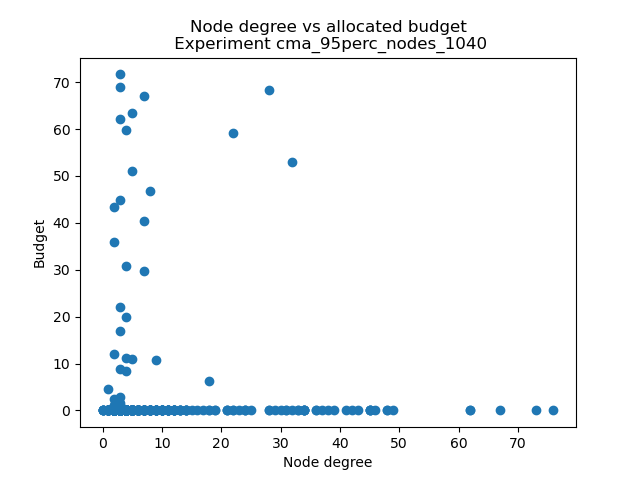 Node degree vs allocated budget
Experiment cma_95perc_nodes_1040
70
60
50
40
30
20
10
0
Budget
0 10 20 30 40 50 60 70
Node degree